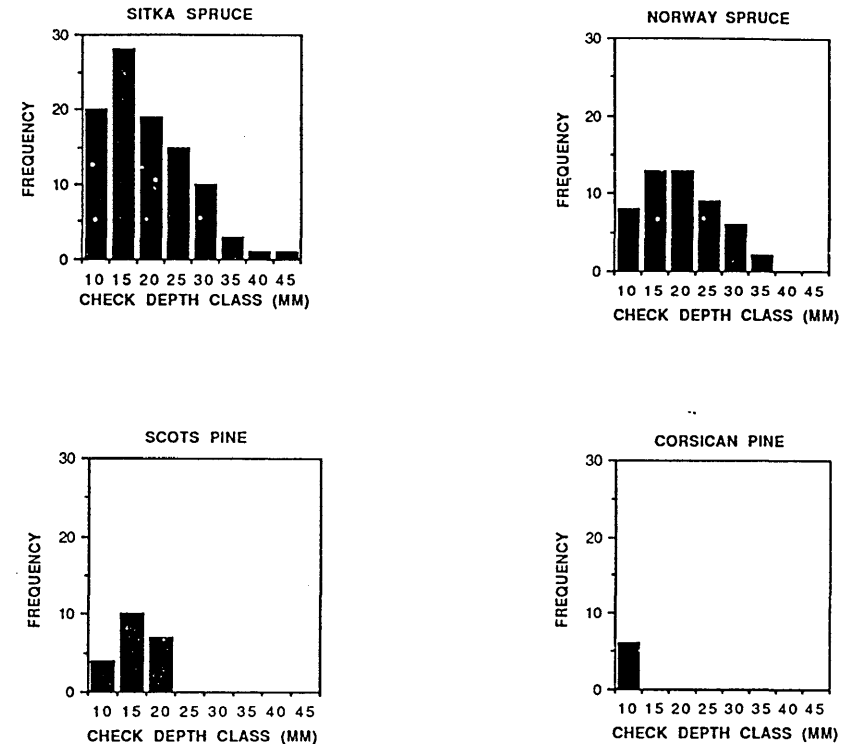 SITKA SPRUCE
30
20
10
0
FREQUENCY
10 15 20 25 30 35 40 45
CHECK DEPTH CLASS (MM)
NORWAY SPRUCE
30
20
10
0
FREQUENCY
10 15 20 25 30 35 40 45
CHECK DEPTH CLASS (MM)
SCOTS PINE
30
20
10
0
FREQUENCY
10 15 20 25 30 35 40 45
CHECK DEPTH CLASS (MM)
CORSICAN PINE
30
20
10
0
FREQUENCY
10 15 20 25 30 35 40 45
CHECK DEPTH CLASS (MM)